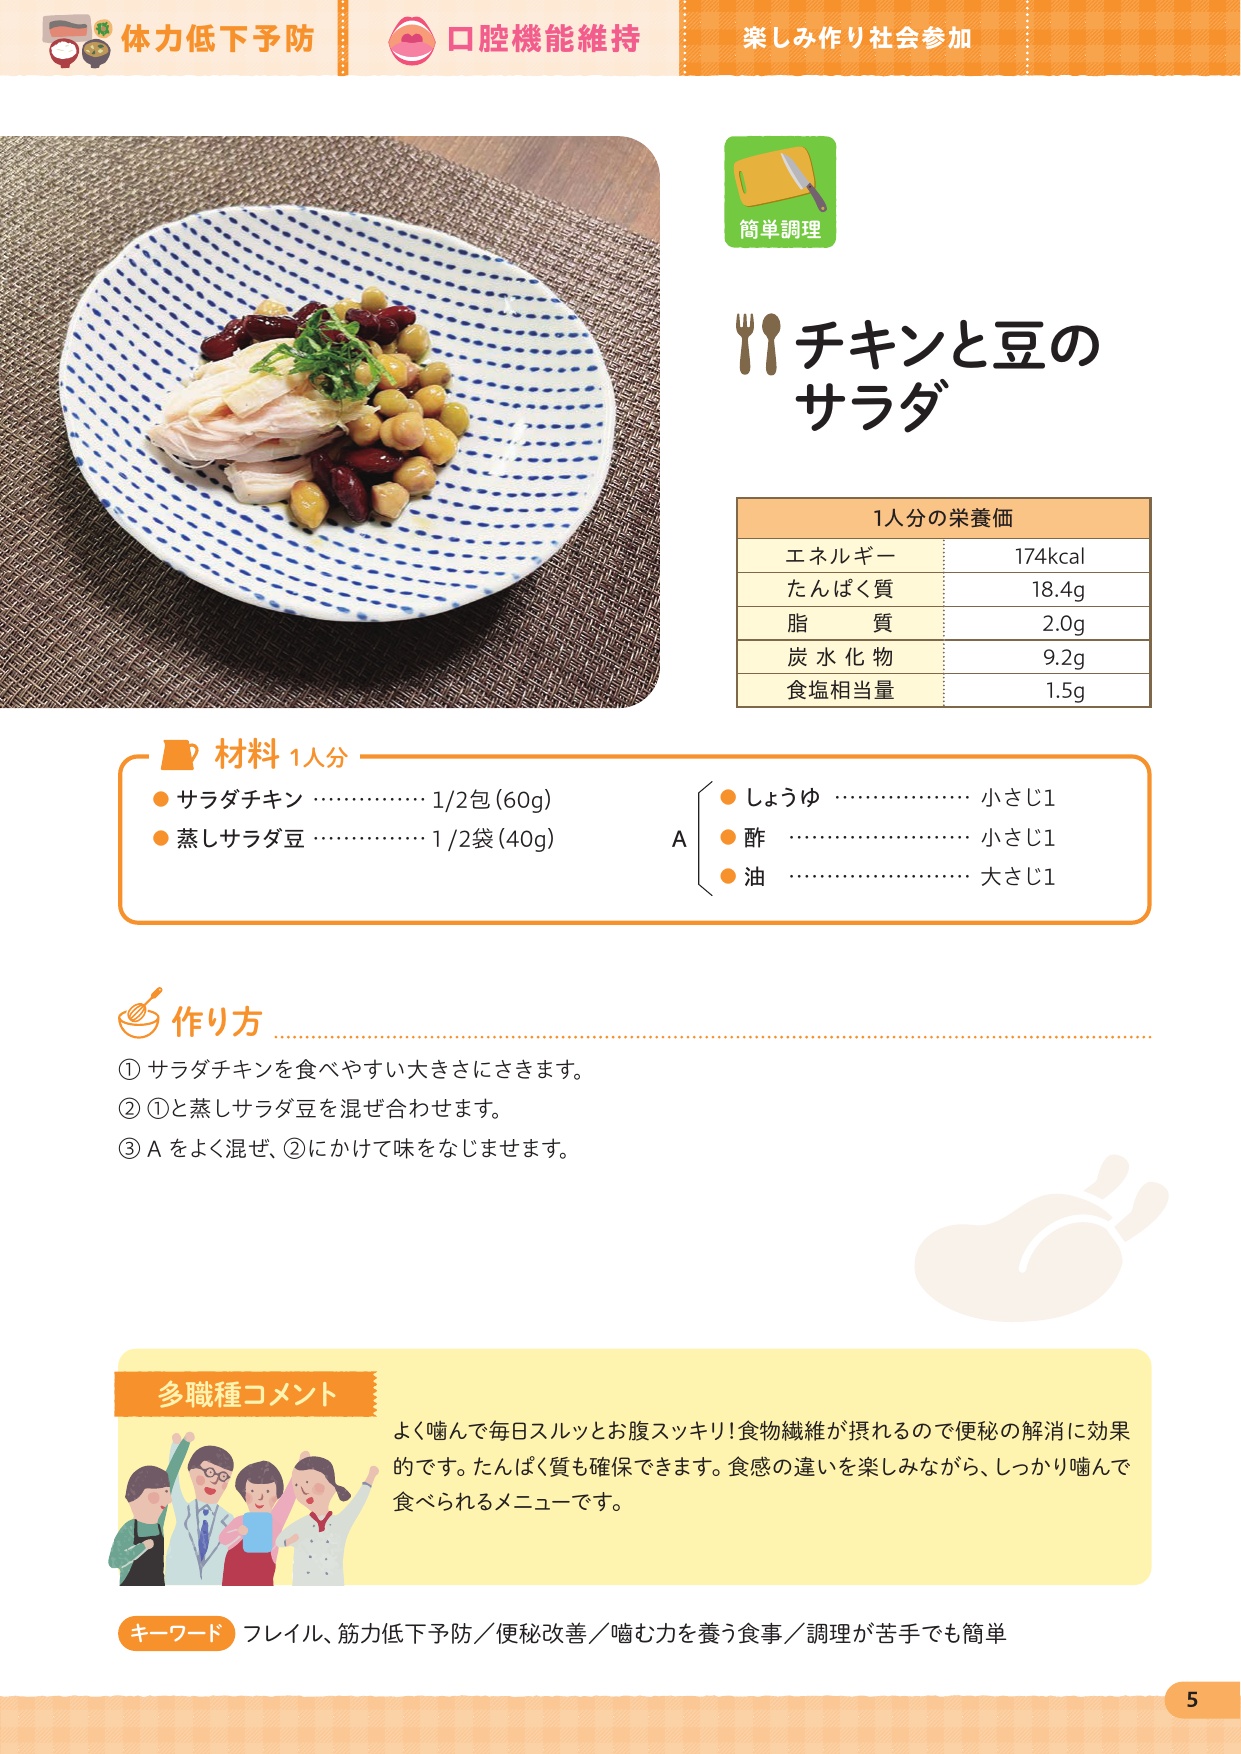 体力低下予防
口腔機能維持
楽しみ作り社会参加
簡単調理
チキンと豆の
サラダ
1人分の栄養価
エネルギー 174kcal
たんぱく質 18.4g
脂質 2.0g
炭水化物 9.2g
食塩相当量 1.5g
材料 1人分
● サラダチキン …………… 1/2包(60g)
● 蒸しサラダ豆 …………… 1/2袋(40g)
A
● しょうゆ ……………… 小さじ1
● 酢 …………………… 小さじ1
● 油 …………………… 大さじ1
作り方
① サラダチキンを食べやすい大きさにさきます。
② ①と蒸しサラダ豆を混ぜ合わせます。
③ A をよく混ぜ、②にかけて味をなじませます。
多職種コメント
よく噛んで毎日スルッとお腹スッキリ!食物繊維が摂れるので便秘の解消に効果
的です。たんぱく質も確保できます。食感の違いを楽しみながら、しっかり噛んで
食べられるメニューです。
キーワード フレイル、筋力低下予防／便秘改善／噛む力を養う食事／調理が苦手でも簡単
5